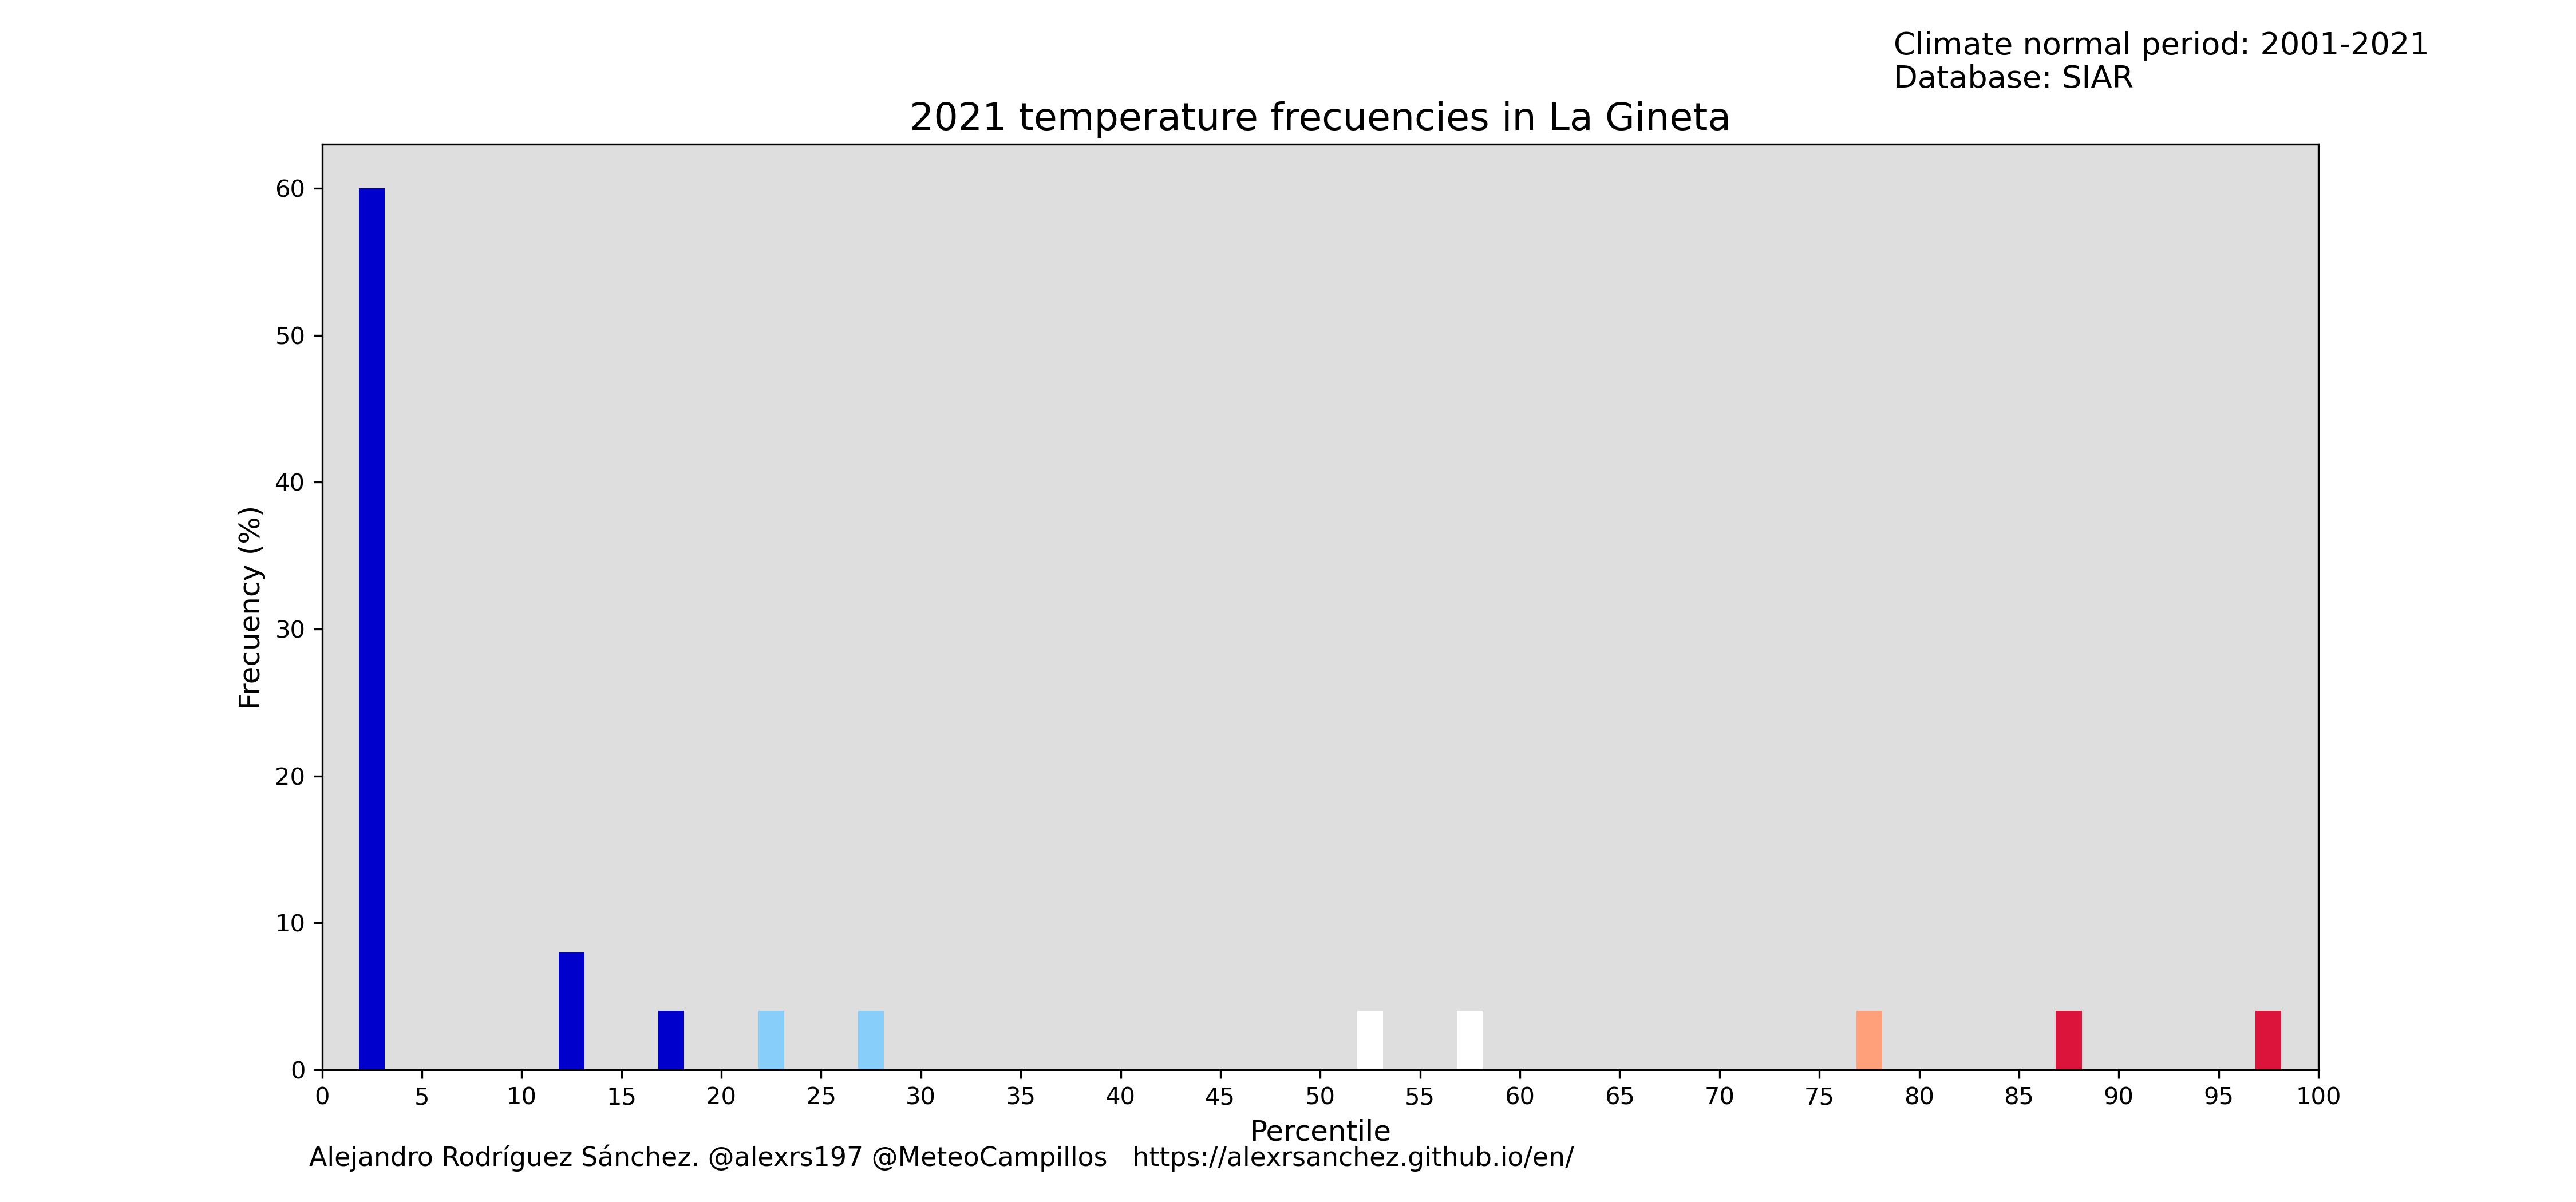 Climate normal period: 2001-2021
Database: SIAR
2021 temperature frecuencies in La Gineta
60
50
40
30
20
10
0
Frecuency (%)
0 5 10 15 20 25 30 35 40 45 50 55 60 65 70 75 80 85 90 95 100
Percentile
Alejandro Rodríguez Sánchez. @alexrs197 @MeteoCampillos https://alexrsanchez.github.io/en/